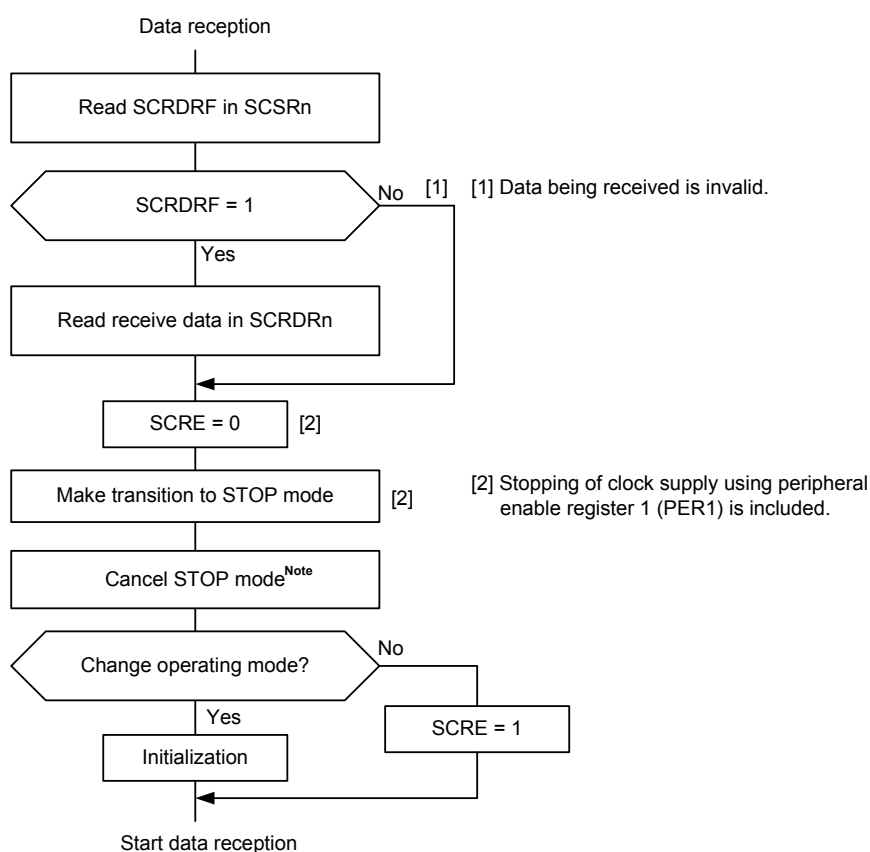 Data reception
Read SCRDRF in SCSRn
SCRDRF = 1
No
[1]
[1] Data being received is invalid.
Yes
Read receive data in SCRDRn
SCRE = 0
[2]
Make transition to STOP mode
[2]
[2] Stopping of clock supply using peripheral
enable register 1 (PER1) is included.
Cancel STOP modeNote
Change operating mode?
No
Yes
SCRE = 1
Initialization
Start data reception